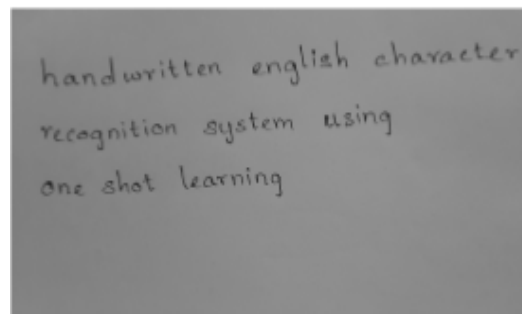 handwritten english character
recognition system using
one shot learning